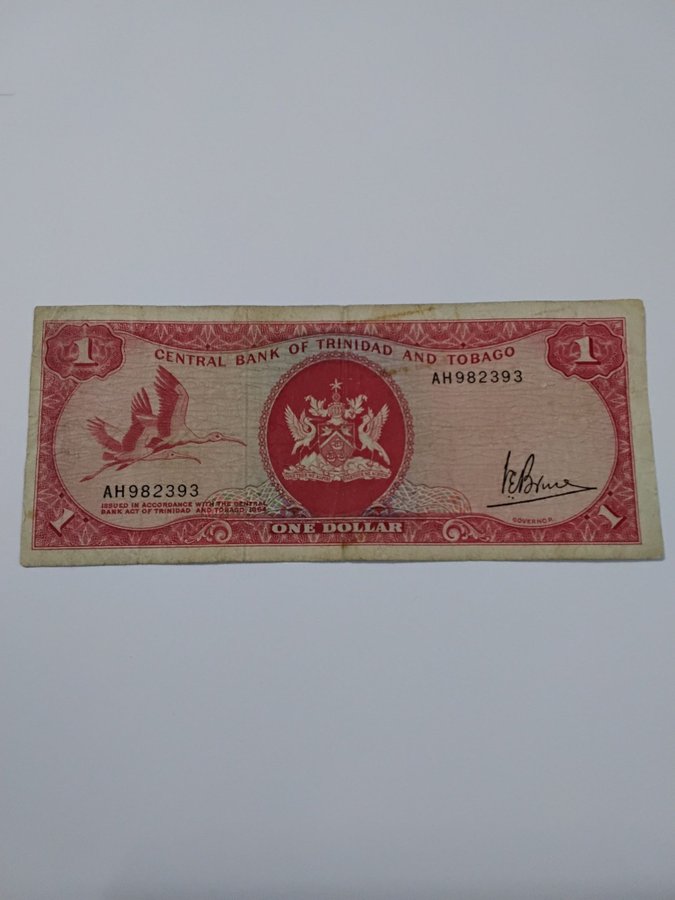 1
1
CENTRAL BANK OF TRINIDAD AND TOBAGO
AH982393
AH982393
ISSUED IN ACCORDANCE WITH THE CENTRAL
BANK ACT OF TRINIDAD AND TOBAGO 1964
GOVERNOR.
1
ONE DOLLAR
1